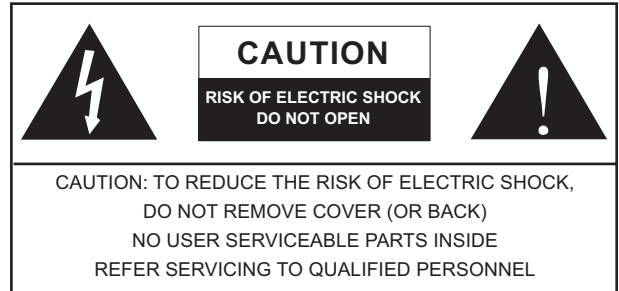 CAUTION
RISK OF ELECTRIC SHOCK
DO NOT OPEN
!
CAUTION: TO REDUCE THE RISK OF ELECTRIC SHOCK,
DO NOT REMOVE COVER (OR BACK)
NO USER SERVICEABLE PARTS INSIDE
REFER SERVICING TO QUALIFIED PERSONNEL